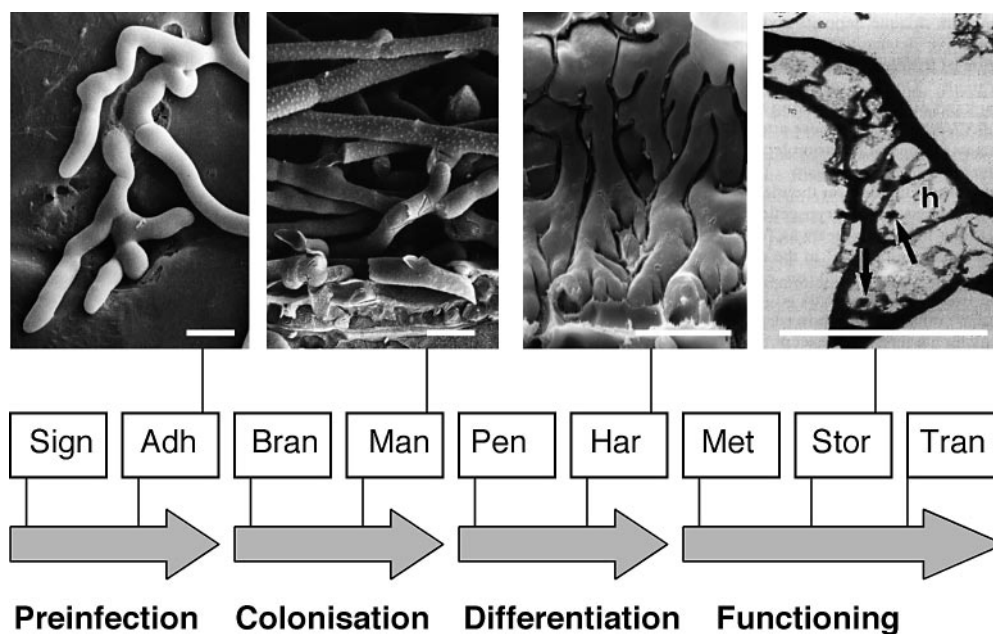 h
Sign Adh Bran Man Pen Har Met Stor Tran
Preinfection Colonisation Differentiation Functioning